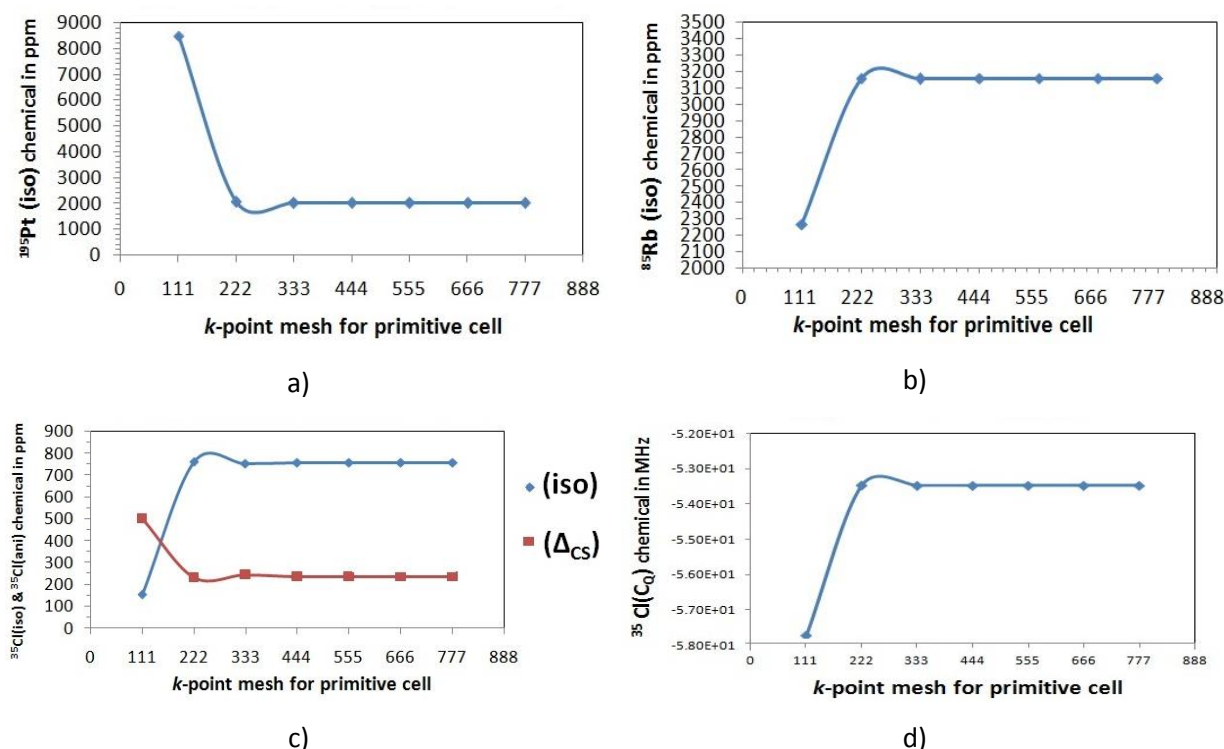 ¹⁹⁵Pt (iso) chemical in ppm
9000
8000
7000
6000
5000
4000
3000
2000
1000
0
0 111 222 333 444 555 666 777 888
k-point mesh for primitive cell
a)
⁸⁵Rb (iso) chemical in ppm
3500
3400
3300
3200
3100
3000
2900
2800
2700
2600
2500
2400
2300
2200
2100
2000
0 111 222 333 444 555 666 777 888
k-point mesh for primitive cell
b)
³⁵Cl(iso) & ³⁵Cl(ani) chemical in ppm
900
800
700
600
500
400
300
200
100
0
0 111 222 333 444 555 666 777 888
k-point mesh for primitive cell
(iso)
(Δ_CS)
c)
³⁵ Cl(C_Q) chemical in MHz
-5.20E+01
-5.30E+01
-5.40E+01
-5.50E+01
-5.60E+01
-5.70E+01
-5.80E+01
0 111 222 333 444 555 666 777 888
k-point mesh for primitive cell
d)